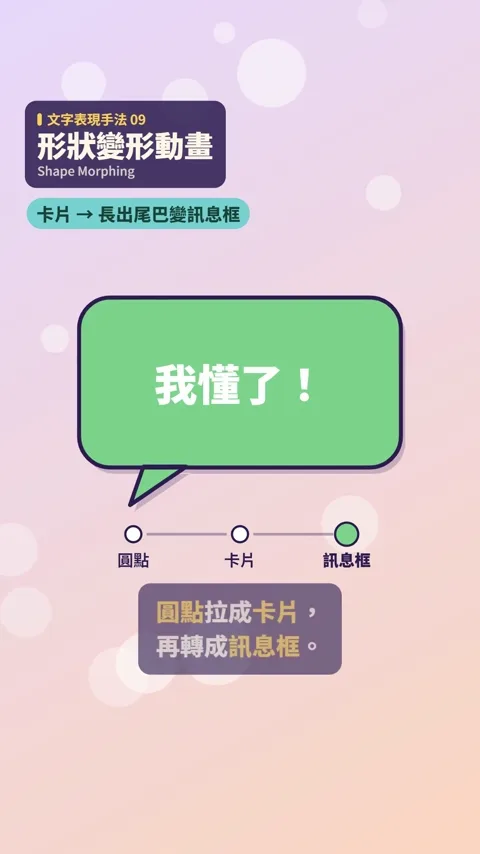 文字表現手法 09
形狀變形動畫
Shape Morphing
卡片 → 長出尾巴變訊息框
我懂了！
圓點
卡片
訊息框
圓點拉成卡片，
再轉成訊息框。